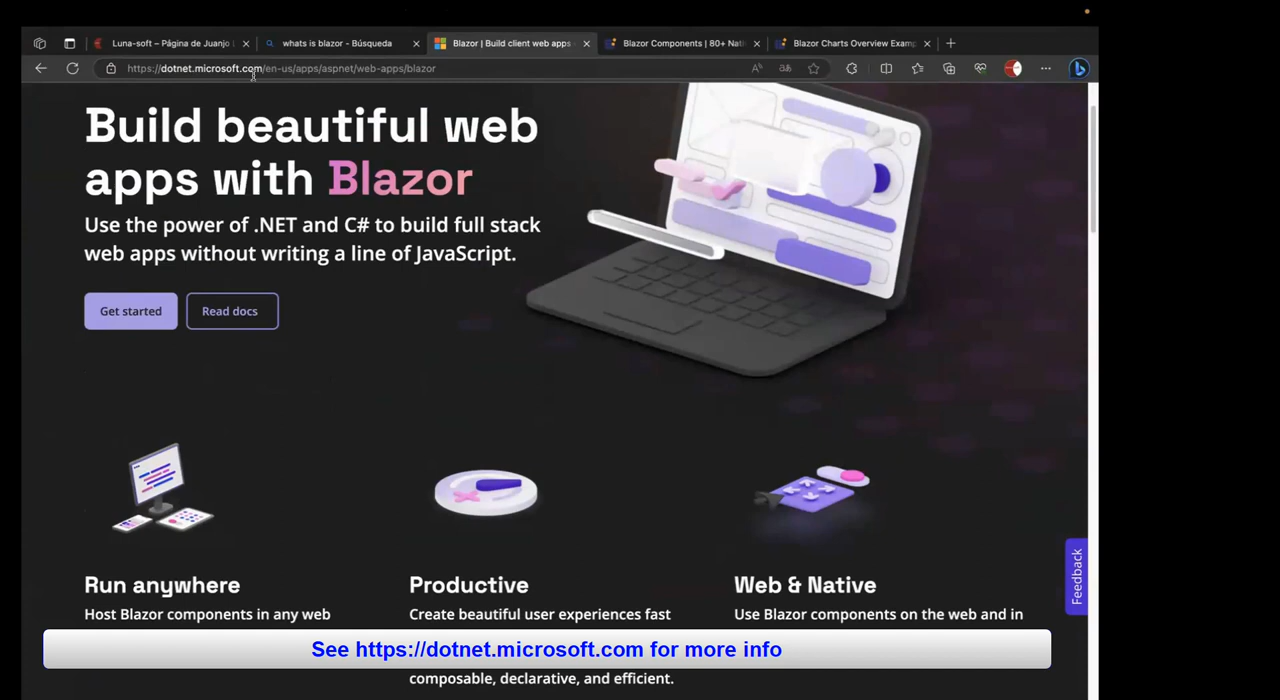 Luna-soft – Página de Juanjo
whats is blazor - Búsqueda
Blazor | Build client web apps
Blazor Components | 80+ Nati
Blazor Charts Overview Examp
https://dotnet.microsoft.com/en-us/apps/aspnet/web-apps/blazor
Build beautiful web
apps with Blazor
Use the power of .NET and C# to build full stack
web apps without writing a line of JavaScript.
Get started
Read docs
Feedback
Run anywhere
Productive
Web & Native
Host Blazor components in any web
Create beautiful user experiences fast
Use Blazor components on the web and in
See https://dotnet.microsoft.com for more info
composable, declarative, and efficient.